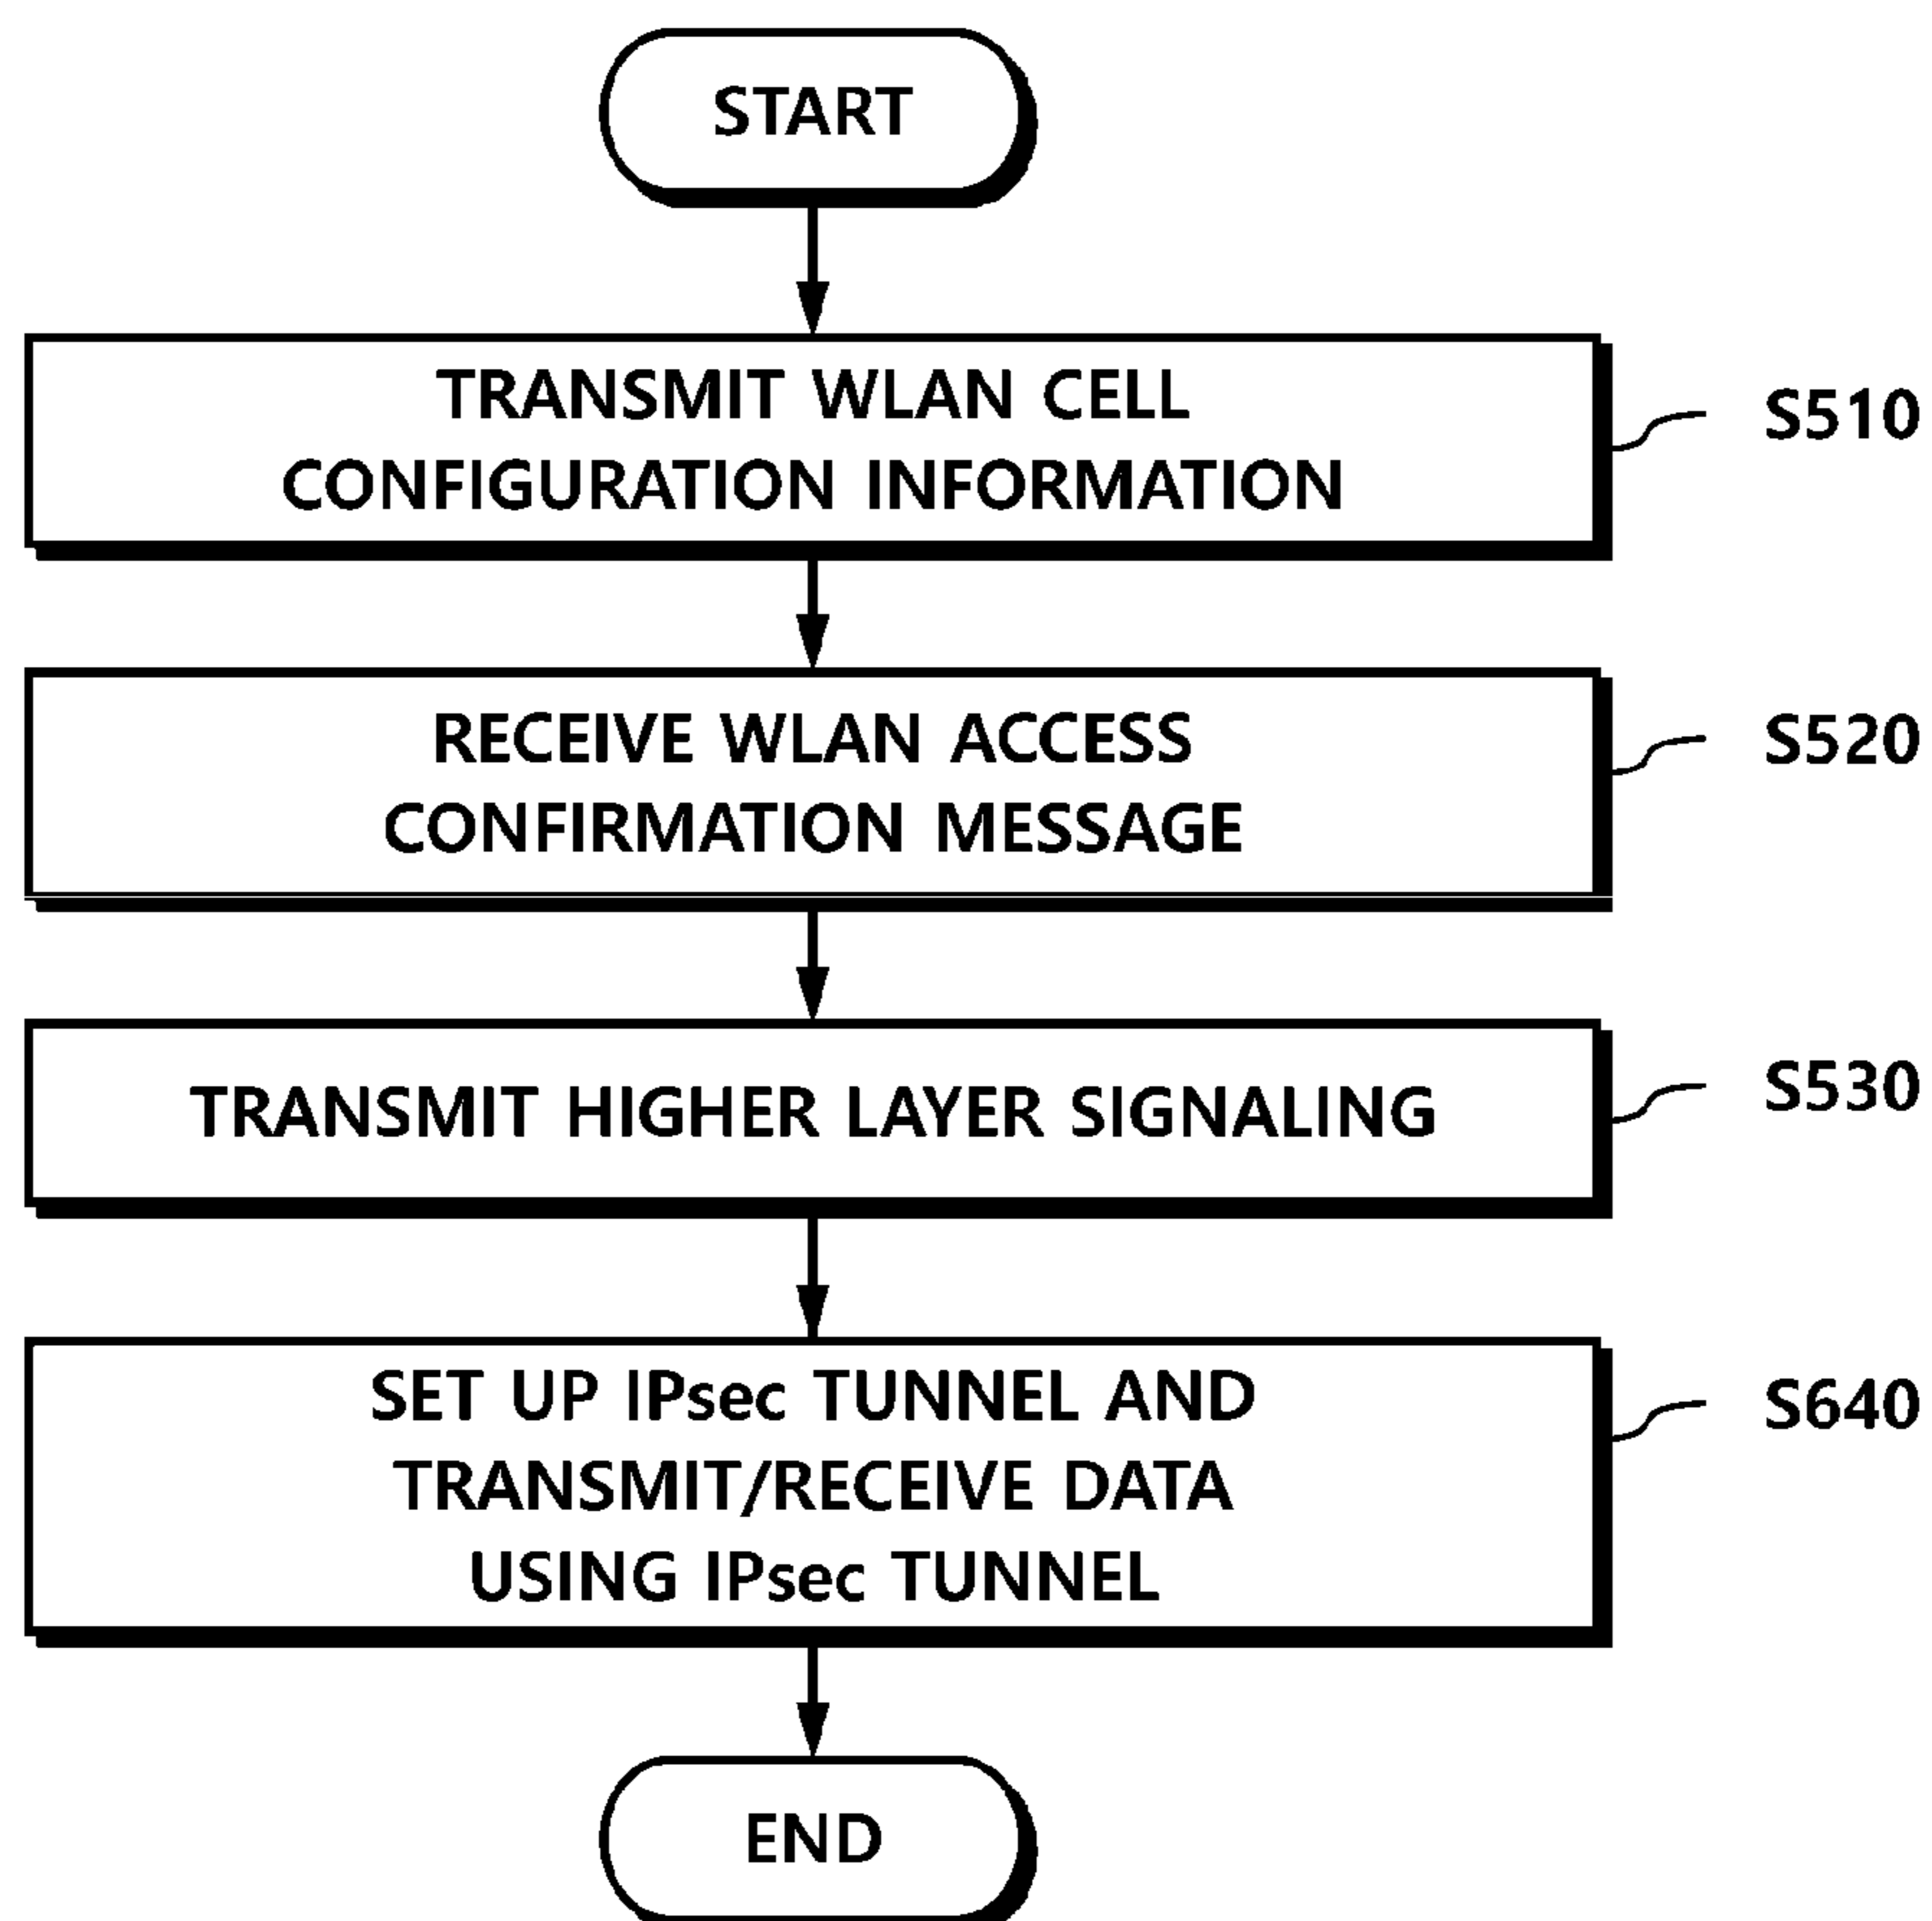 START
TRANSMIT WLAN CELL
CONFIGURATION INFORMATION
S510
RECEIVE WLAN ACCESS
CONFIRMATION MESSAGE
S520
TRANSMIT HIGHER LAYER SIGNALING
S530
SET UP IPsec TUNNEL AND
TRANSMIT/RECEIVE DATA
USING IPsec TUNNEL
S640
END